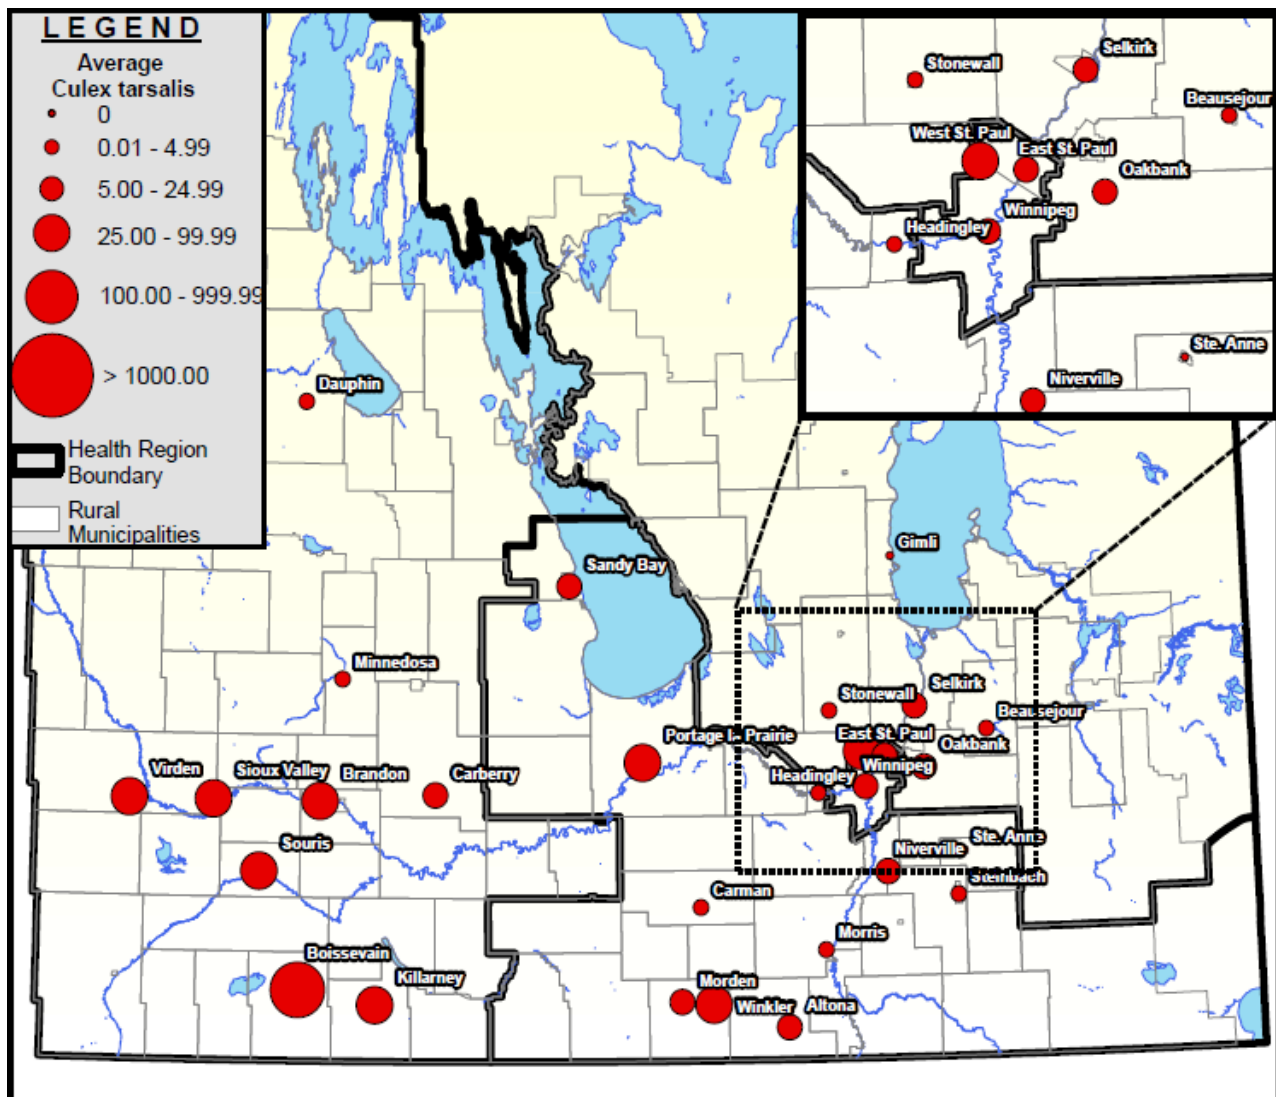 LEGEND
Average
Culex tarsalis
0
0.01 - 4.99
5.00 - 24.99
25.00 - 99.99
100.00 - 999.99
> 1000.00
Health Region
Boundary
Rural
Municipalities
Stonewall
Selkirk
Beausejour
West St. Paul
East St. Paul
Oakbank
Winnipeg
Headingley
Ste. Anne
Niverville
Dauphin
Gimli
Sandy Bay
Minnedosa
Stonewall
Selkirk
Beausejour
Portage la Prairie
East St. Paul
Oakbank
Winnipeg
Headingley
Virden
Sioux Valley
Brandon
Carberry
Souris
Niverville
Ste. Anne
Steinbach
Carman
Morris
Boissevain
Killarney
Morden
Winkler
Altona